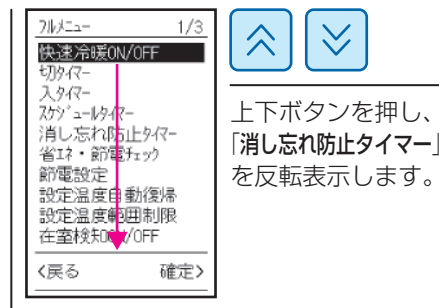 フルメニュー 1/3
快速冷暖ON/OFF
切タイマー
入タイマー
スケジュールタイマー
消し忘れ防止タイマー
省エネ・節電チェック
節電設定
設定温度自動復帰
設定温度範囲制限
在室検知ON/OFF
<戻る 確定>
上下ボタンを押し、
「消し忘れ防止タイマー」
を反転表示します。